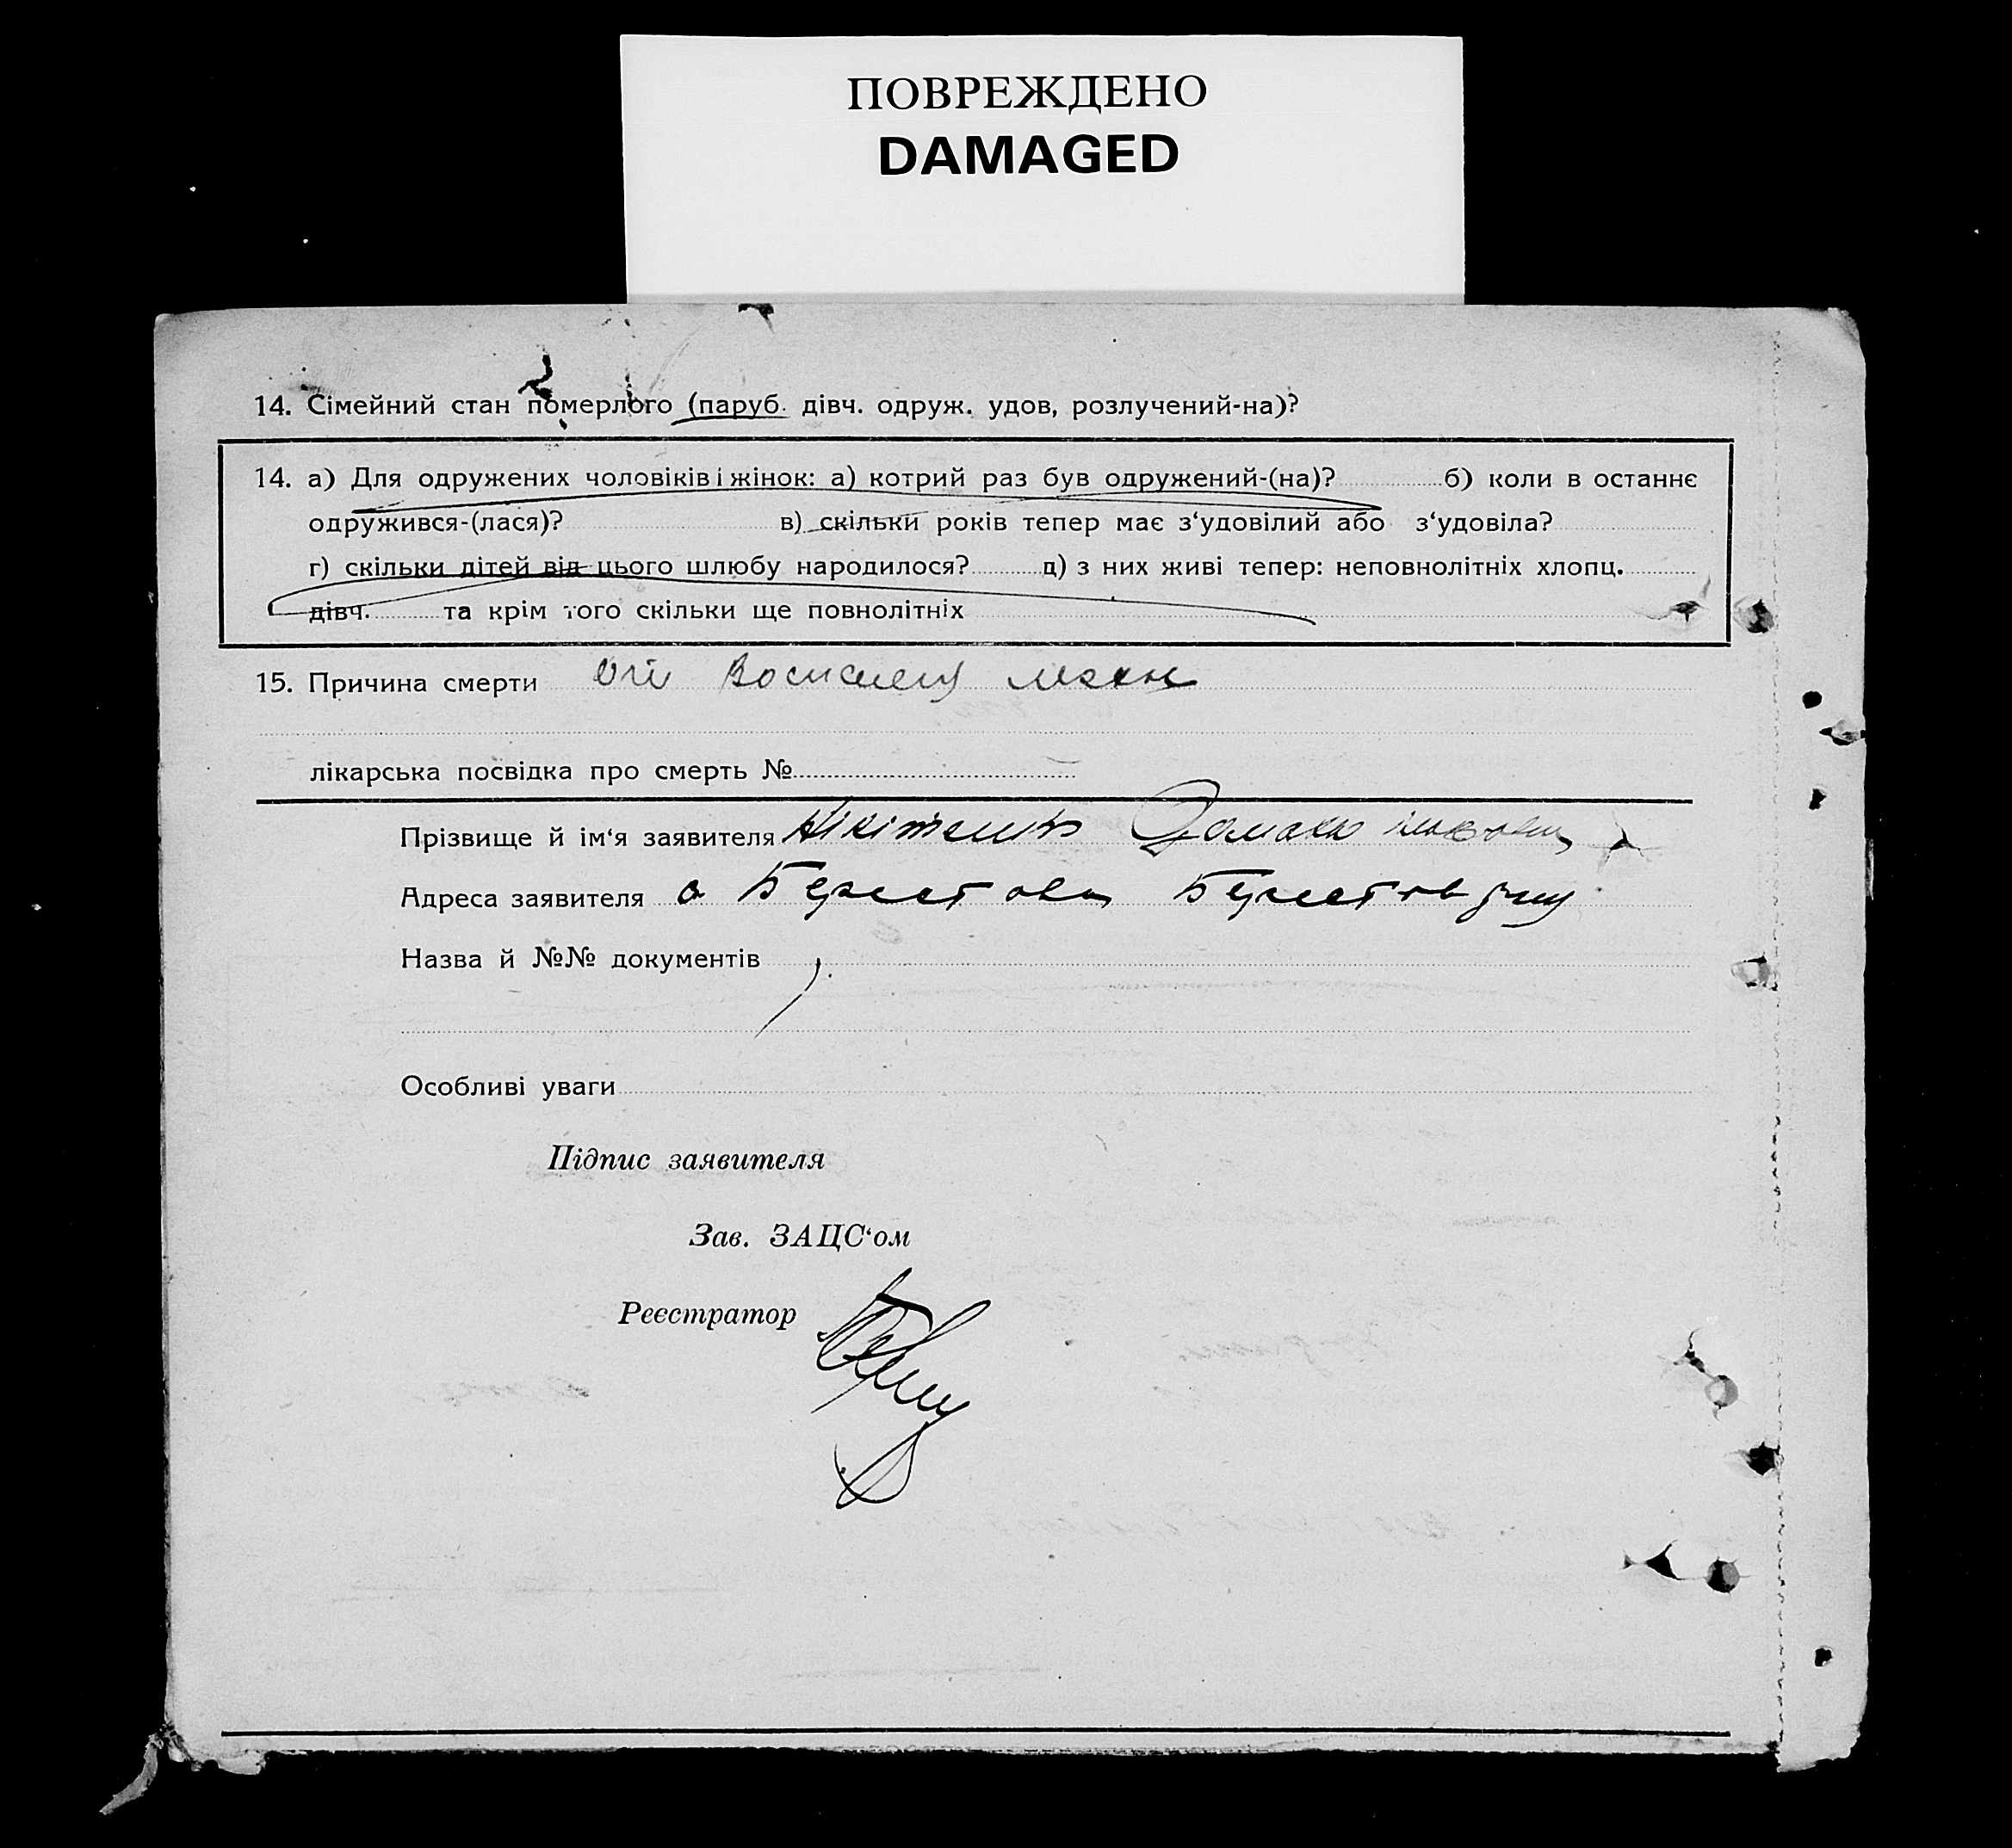 ПОВРЕЖДЕНО
DAMAGED
14. Сімейний стан померлого (паруб. дівч. одруж. удов, розлучений-на)?
14. а) Для одружених чоловіків і жінок: а) котрий раз був одружений-(на)? б) коли в останнє
одружився-(лася)? в) скільки років тепер має з‘удовілий або з‘удовіла?
г) скільки дітей від цього шлюбу народилося? д) з них живі тепер: неповнолітніх хлопц.
дівч. та крім того скільки ще повнолітніх
15. Причина смерти
лікарська посвідка про смерть №
Прізвище й ім‘я заявителя Нікітенко
Адреса заявителя с Берестова
Назва й №№ документів
Особливі уваги
Підпис заявителя
Зав. ЗАЦС‘ом
Реєстратор